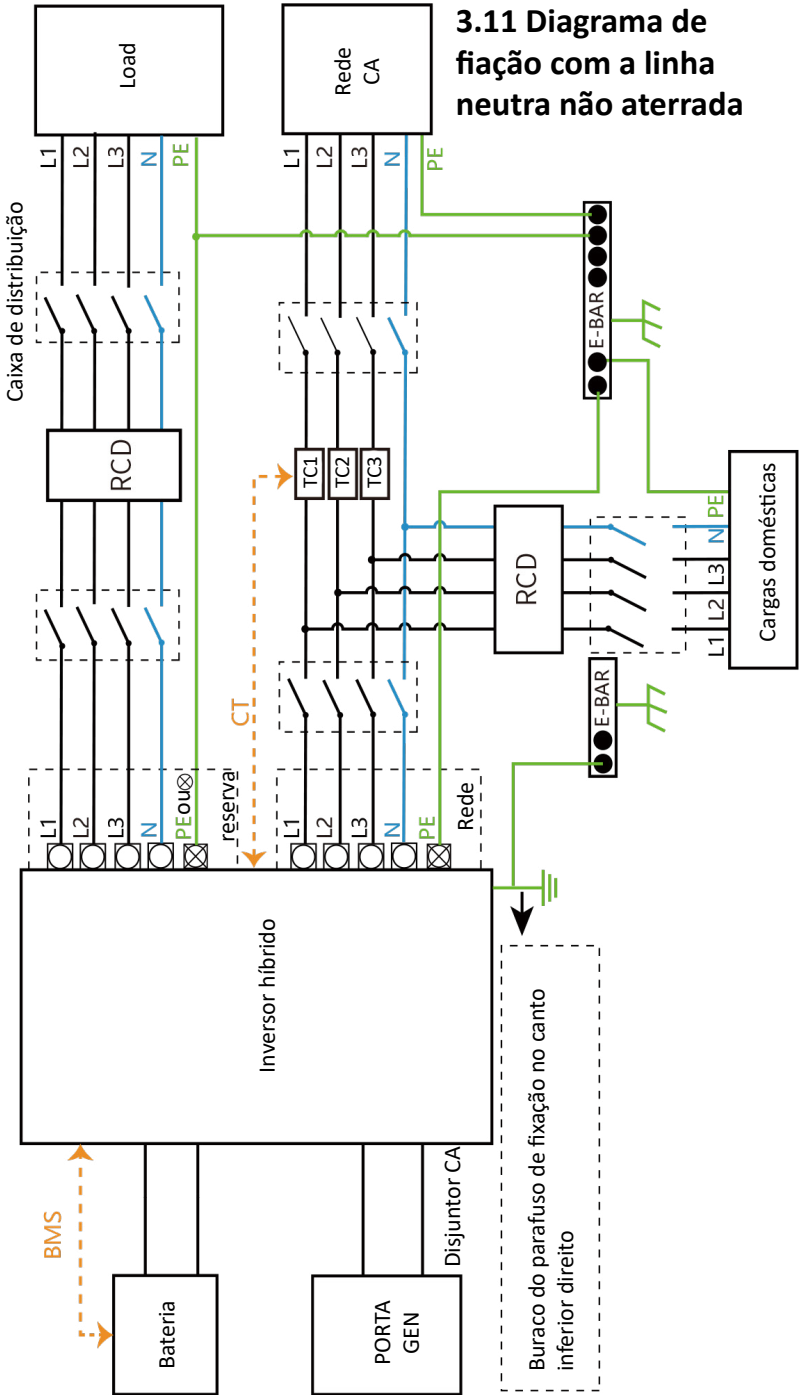 3.11 Diagrama de
fiação com a linha
neutra não aterrada
Caixa de distribuição
Load
L1
L2
L3
N
PE
RCD
L1
L2
L3
N
PE ou
reserva
Rede
CA
L1
L2
L3
N
PE
TC1
TC2
TC3
CT
L1
L2
L3
N
PE
Rede
E-BAR
RCD
L1
L2
L3
N
PE
Cargas domésticas
E-BAR
Inversor híbrido
BMS
Bateria
Disjuntor CA
PORTA
GEN
Buraco do parafuso de fixação no canto
inferior direito